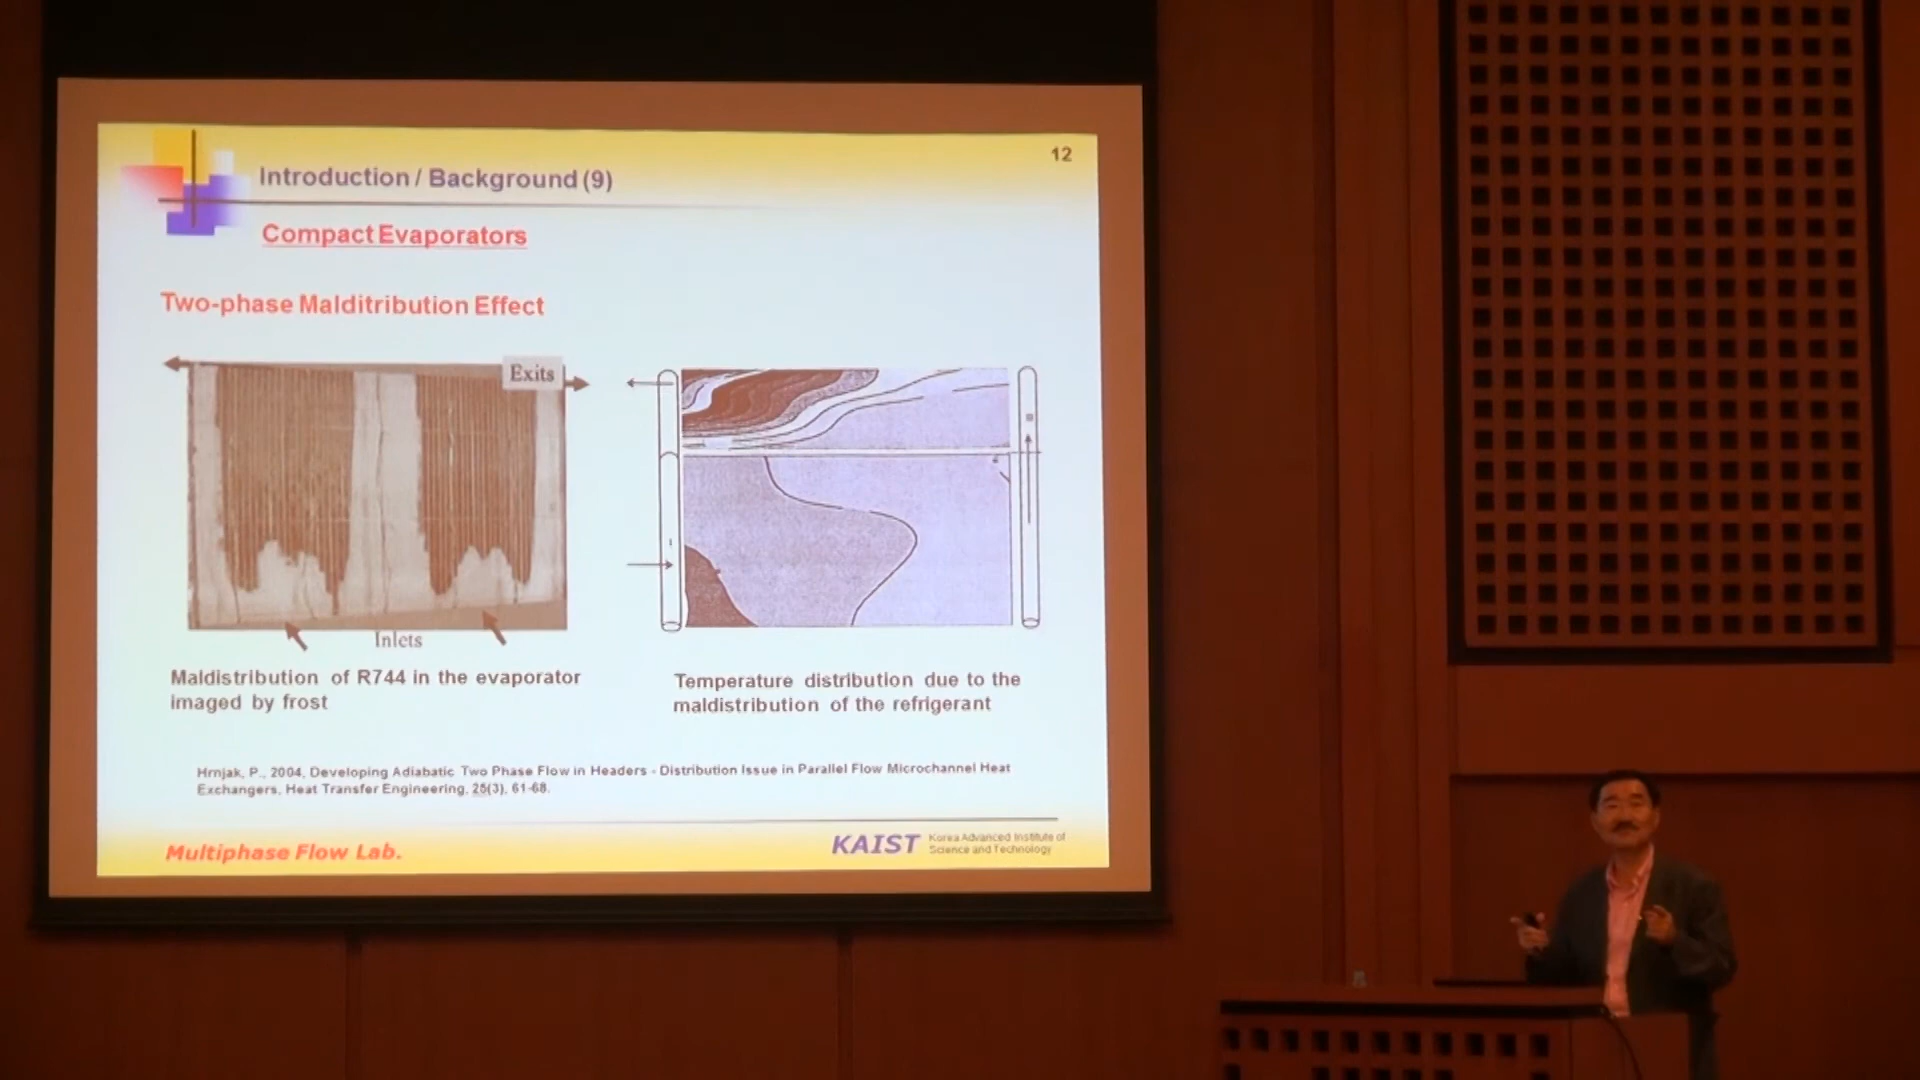 12
Introduction / Background (9)
Compact Evaporators
Two-phase Malditribution Effect
Exits
Inlets
Maldistribution of R744 in the evaporator
imaged by frost
Temperature distribution due to the
maldistribution of the refrigerant
Hrnjak, P., 2004, Developing Adiabatic Two Phase Flow in Headers - Distribution Issue in Parallel Flow Microchannel Heat
Exchangers, Heat Transfer Engineering, 25(3), 61-68.
Multiphase Flow Lab.
KAIST
Korea Advanced Institute of
Science and Technology